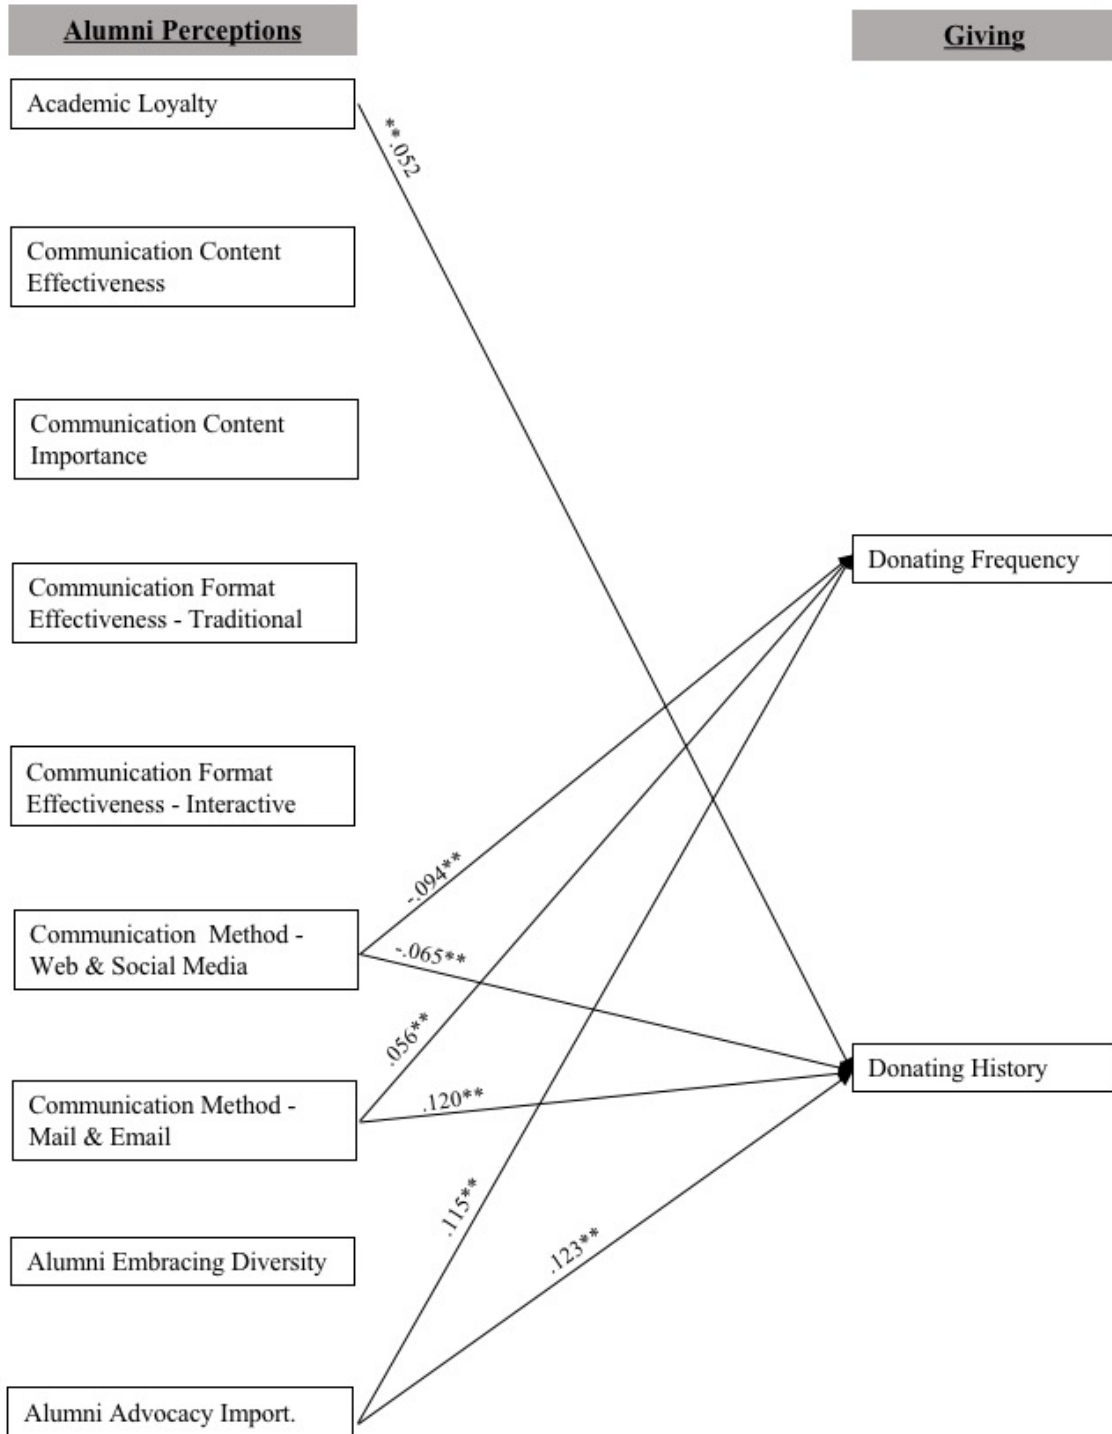 Alumni Perceptions
Giving
Academic Loyalty
**.052
Communication Content
Effectiveness
Communication Content
Importance
Donating Frequency
Communication Format
Effectiveness - Traditional
Communication Format
Effectiveness - Interactive
-.094**
Communication Method -
Web & Social Media
-.065**
.056**
Donating History
Communication Method -
Mail & Email
.120**
.115**
.123**
Alumni Embracing Diversity
Alumni Advocacy Import.